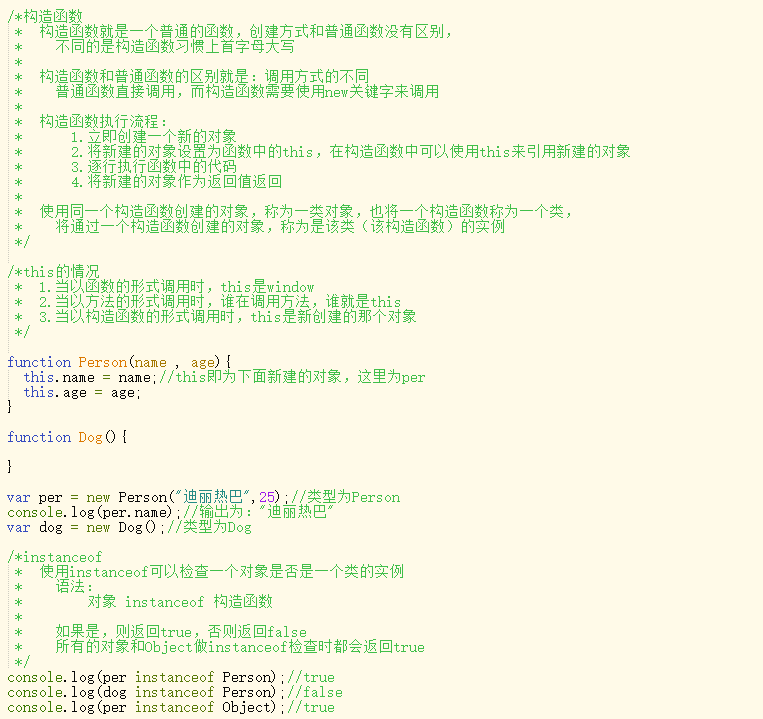 /*构造函数
 *  构造函数就是一个普通的函数，创建方式和普通函数没有区别，
 *    不同的是构造函数习惯上首字母大写
 *
 *  构造函数和普通函数的区别就是：调用方式的不同
 *    普通函数直接调用，而构造函数需要使用new关键字来调用
 *
 *  构造函数执行流程：
 *      1.立即创建一个新的对象
 *      2.将新建的对象设置为函数中的this，在构造函数中可以使用this来引用新建的对象
 *      3.逐行执行函数中的代码
 *      4.将新建的对象作为返回值返回
 *
 *  使用同一个构造函数创建的对象，称为一类对象，也将一个构造函数称为一个类，
 *    将通过一个构造函数创建的对象，称为是该类（该构造函数）的实例
 */

/*this的情况
 *  1.当以函数的形式调用时，this是window
 *  2.当以方法的形式调用时，谁在调用方法，谁就是this
 *  3.当以构造函数的形式调用时，this是新创建的那个对象
 */

function Person(name , age){
  this.name = name;//this即为下面新建的对象，这里为per
  this.age = age;
}

function Dog(){

}

var per = new Person("迪丽热巴",25);//类型为Person
console.log(per.name);//输出为："迪丽热巴"
var dog = new Dog();//类型为Dog

/*instanceof
 *  使用instanceof可以检查一个对象是否是一个类的实例
 *    语法：
 *        对象 instanceof 构造函数
 *
 *    如果是，则返回true，否则返回false
 *    所有的对象和Object做instanceof检查时都会返回true
 */
console.log(per instanceof Person);//true
console.log(dog instanceof Person);//false
console.log(per instanceof Object);//true